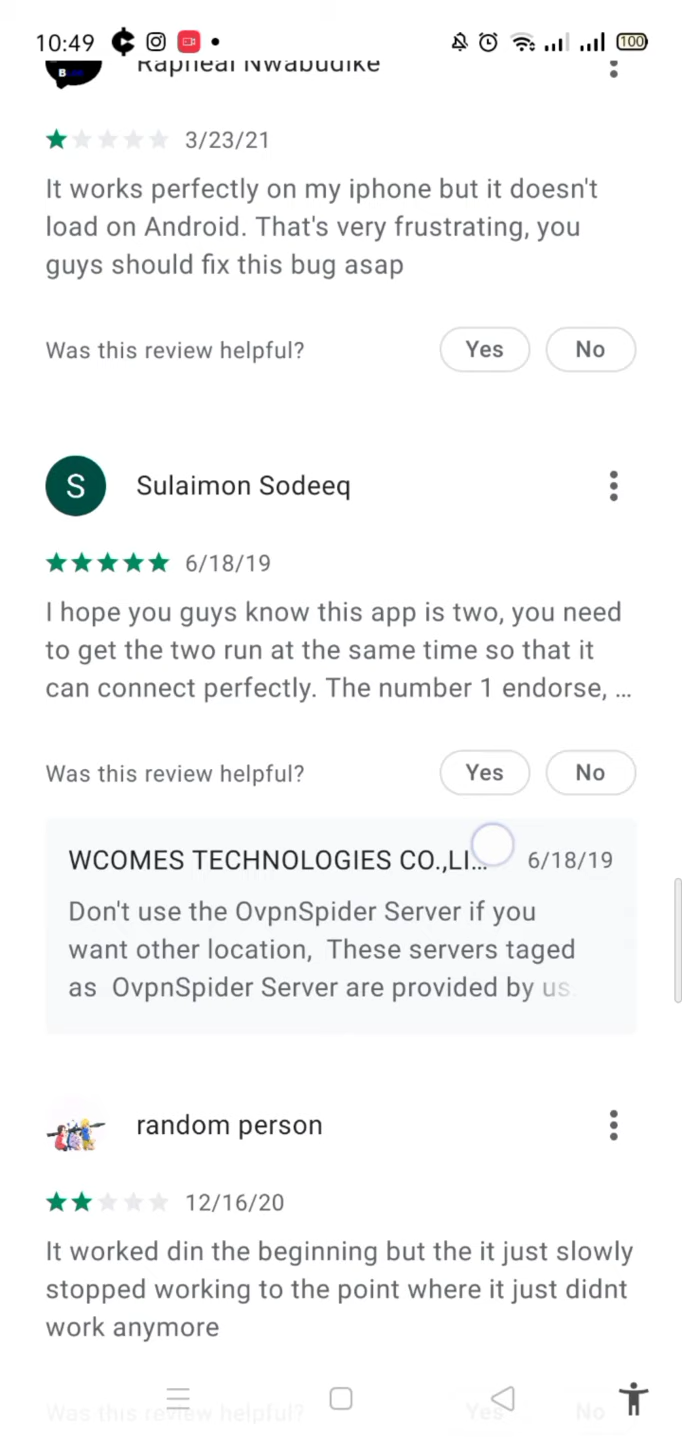 10:49
100
Rapheal Nwabudike
3/23/21
It works perfectly on my iphone but it doesn't
load on Android. That's very frustrating, you
guys should fix this bug asap
Was this review helpful?
Yes
No
S
Sulaimon Sodeeq
6/18/19
I hope you guys know this app is two, you need
to get the two run at the same time so that it
can connect perfectly. The number 1 endorse, ...
Was this review helpful?
Yes
No
WCOMES TECHNOLOGIES CO.,LI...
6/18/19
Don't use the OvpnSpider Server if you
want other location, These servers taged
as OvpnSpider Server are provided by us
random person
12/16/20
It worked din the beginning but the it just slowly
stopped working to the point where it just didnt
work anymore
Was this review helpful?
Yes
No